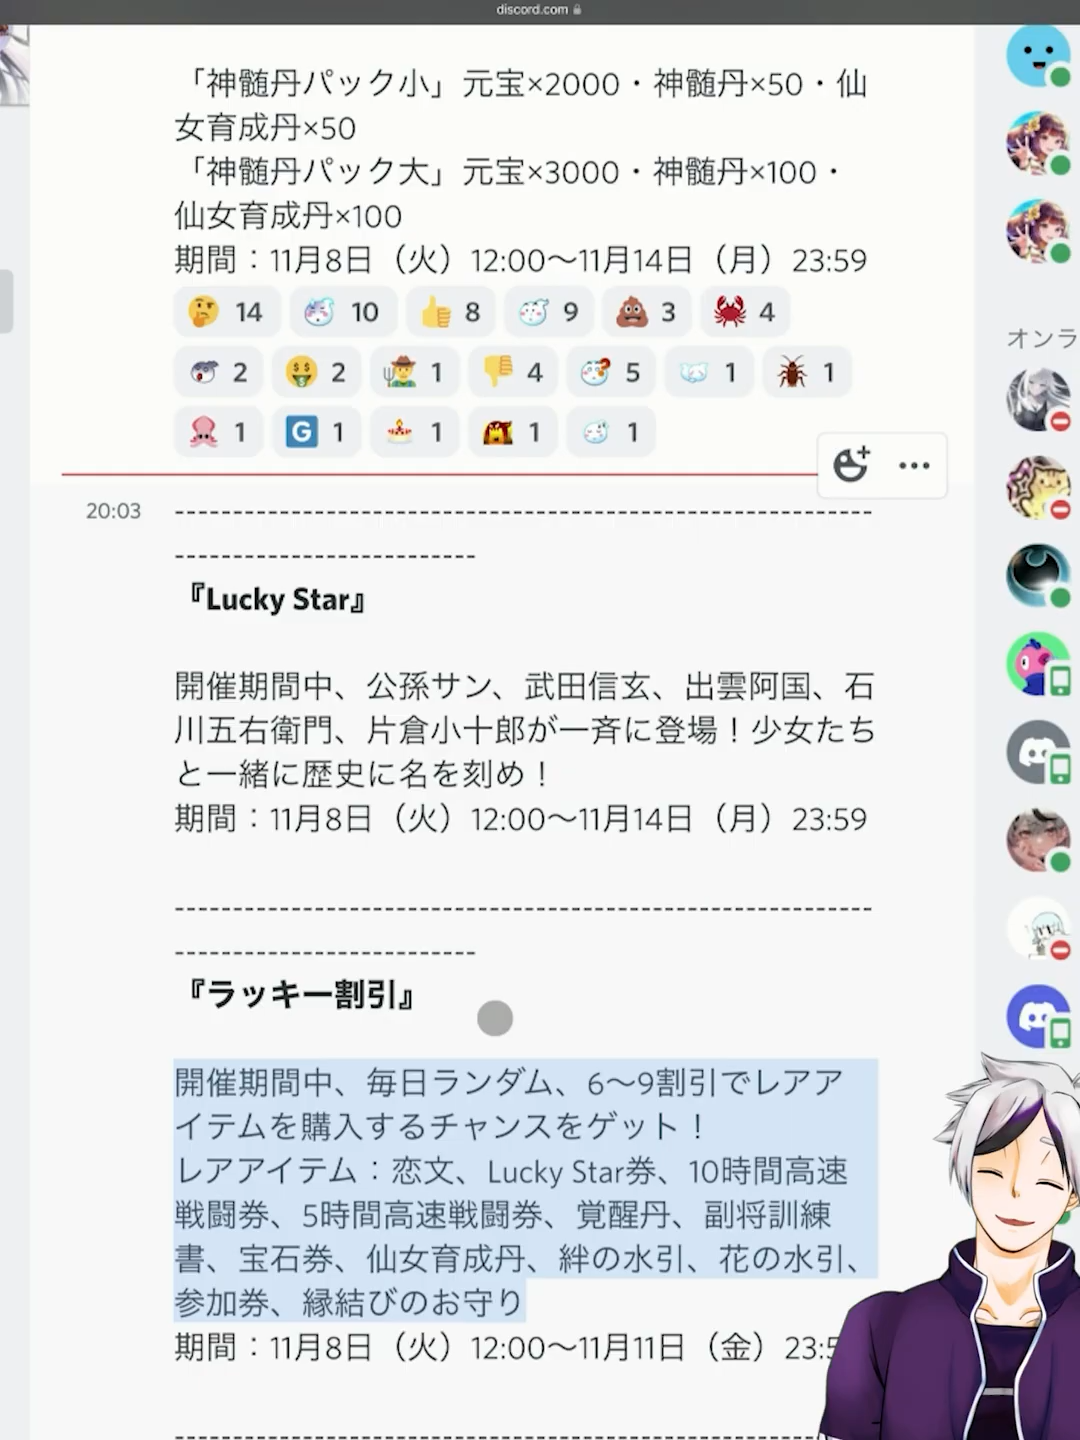 discord.com
「神髄丹パック小」元宝×2000・神髄丹×50・仙
女育成丹×50
「神髄丹パック大」元宝×3000・神髄丹×100・
仙女育成丹×100
期間：11月8日（火）12:00〜11月14日（月）23:59
14 10 8 9 3 4
2 2 1 4 5 1 1
1 G 1 1 1 1
オンラ
20:03
------------------------------------------------------------
--------------------------
『Lucky Star』
開催期間中、公孫サン、武田信玄、出雲阿国、石
川五右衛門、片倉小十郎が一斉に登場！少女たち
と一緒に歴史に名を刻め！
期間：11月8日（火）12:00〜11月14日（月）23:59
------------------------------------------------------------
--------------------------
『ラッキー割引』
開催期間中、毎日ランダム、6〜9割引でレアア
イテムを購入するチャンスをゲット！
レアアイテム：恋文、Lucky Star券、10時間高速
戦闘券、5時間高速戦闘券、覚醒丹、副将訓練
書、宝石券、仙女育成丹、絆の水引、花の水引、
参加券、縁結びのお守り
期間：11月8日（火）12:00〜11月11日（金）23:5
------------------------------------------------------------